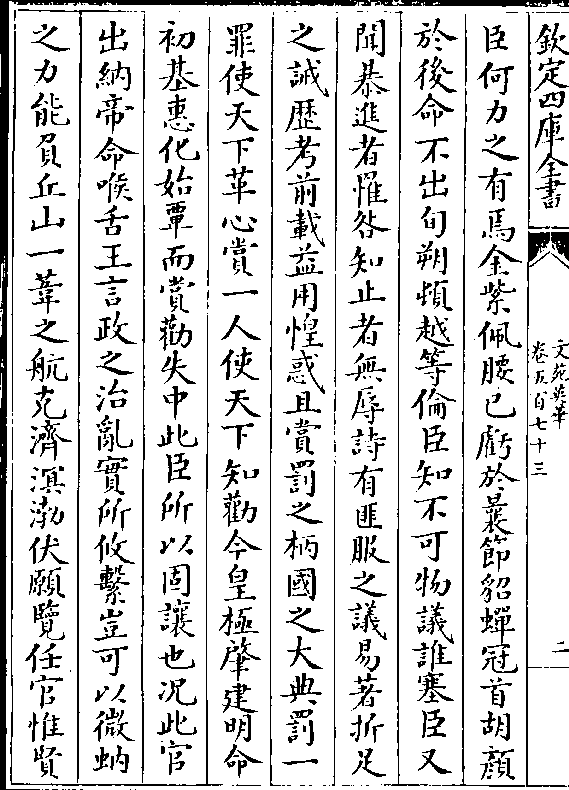 欽定四庫全書
文苑英華
卷五百七十三
二
臣何力之有焉金紫佩腰已虧於曩節貂蟬冠首胡顔
於後命不出旬朔頓越等倫臣知不可物議誰塞臣又
聞暴進者懼咎知止者無辱詩有匪服之議易著折足
之誡歴考前載益用惶惑且賞罰之柄國之大典罰一
罪使天下革心賞一人使天下知勸今皇極肇建明命
初基惠化始覃而賞勸失中此臣所以固讓也况此官
出納帝命喉舌王言政之治亂實所攸繫豈可以微蚋
之力能負丘山一葦之航克濟溟渤伏願覽任官惟賢